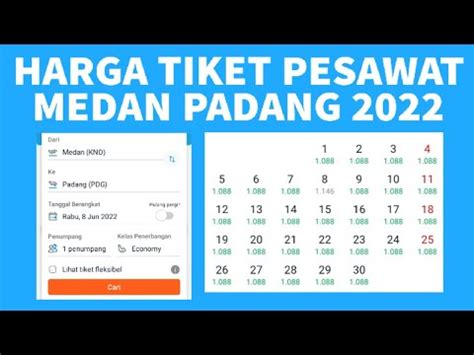 HARGA TIKET PESAWAT
MEDAN PADANG 2022
Dari
Medan (KNO)
Ke
Padang (PDG)
Tanggal Berangkat
Pulang pergi?
Rabu, 8 Jun 2022
Penumpang
Kelas Penerbangan
1 penumpang
Economy
Lihat tiket fleksibel
Cari
1 2 3 4
1.088 1.088 1.088 1.088
5 6 7 8 9 10 11
1.088 1.088 1.088 1.146 1.088 1.088 1.088
12 13 14 15 16 17 18
1.088 1.088 1.088 1.088 1.088 1.088 1.088
19 20 21 22 23 24 25
1.088 1.088 1.088 1.088 1.088 1.088 1.088
26 27 28 29 30
1.088 1.088 1.088 1.088 1.088